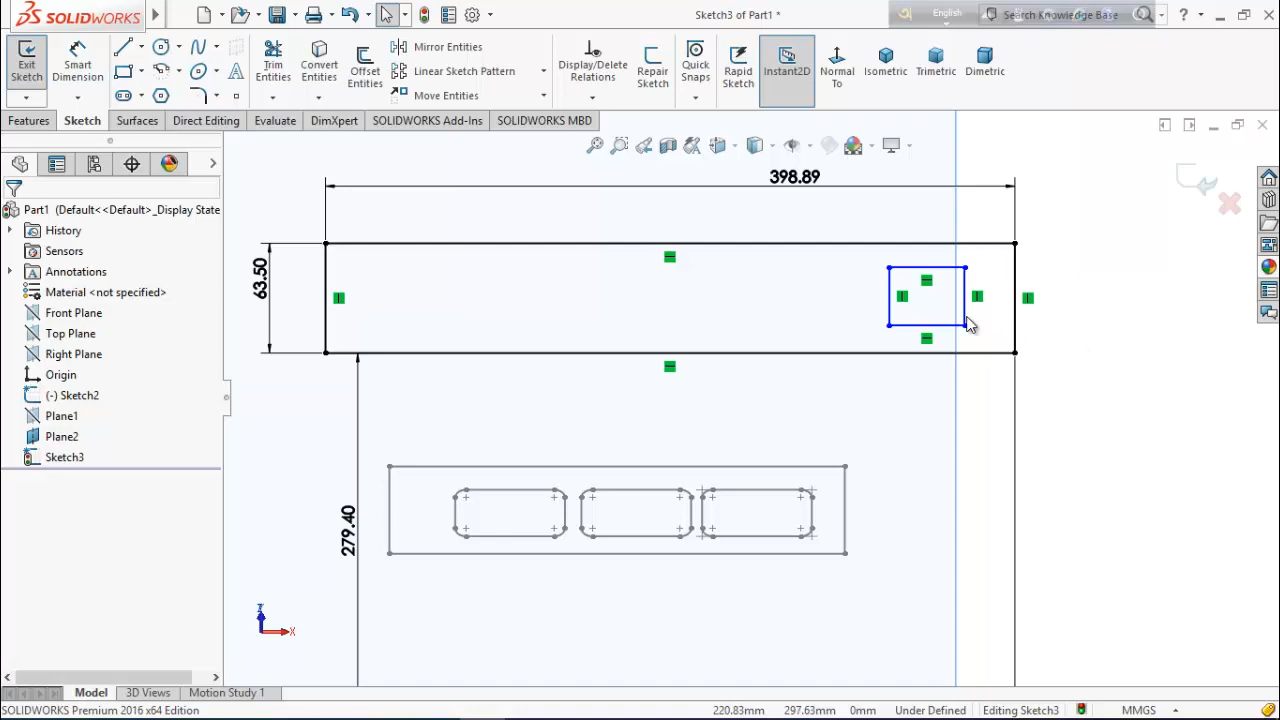 SOLIDWORKS
Sketch3 of Part1 *
English
Search Knowledge Base
Exit Sketch
Smart Dimension
Trim Entities
Convert Entities
Offset Entities
Mirror Entities
Linear Sketch Pattern
Move Entities
Display/Delete Relations
Repair Sketch
Quick Snaps
Rapid Sketch
Instant2D
Normal To
Isometric
Trimetric
Dimetric
Features
Sketch
Surfaces
Direct Editing
Evaluate
DimXpert
SOLIDWORKS Add-Ins
SOLIDWORKS MBD
Part1 (Default<<Default>_Display State
History
Sensors
Annotations
Material <not specified>
Front Plane
Top Plane
Right Plane
Origin
(-) Sketch2
Plane1
Plane2
Sketch3
398.89
63.50
279.40
Z
X
Model
3D Views
Motion Study 1
SOLIDWORKS Premium 2016 x64 Edition
220.83mm
297.63mm
0mm
Under Defined
Editing Sketch3
MMGS